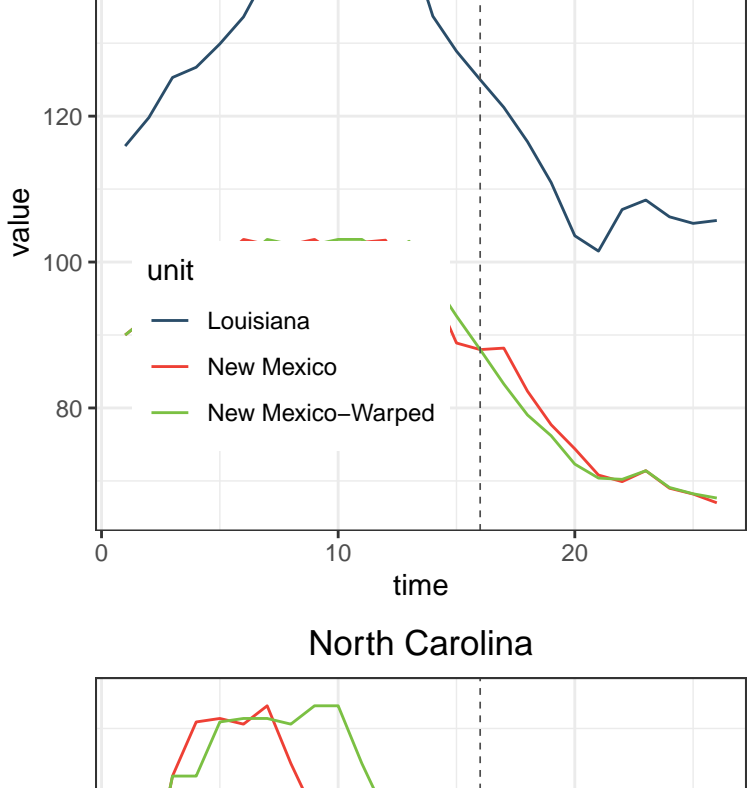 120
100
80
value
unit
Louisiana
New Mexico
New Mexico−Warped
0 10 20
time
North Carolina